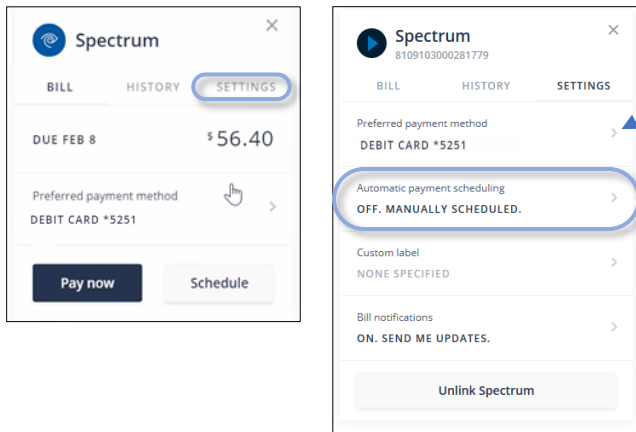 Spectrum
BILL HISTORY SETTINGS
DUE FEB 8 $56.40
Preferred payment method
DEBIT CARD *5251
Pay now Schedule
Spectrum
8109103000281779
BILL HISTORY SETTINGS
Preferred payment method
DEBIT CARD *5251
Automatic payment scheduling
OFF. MANUALLY SCHEDULED.
Custom label
NONE SPECIFIED
Bill notifications
ON. SEND ME UPDATES.
Unlink Spectrum